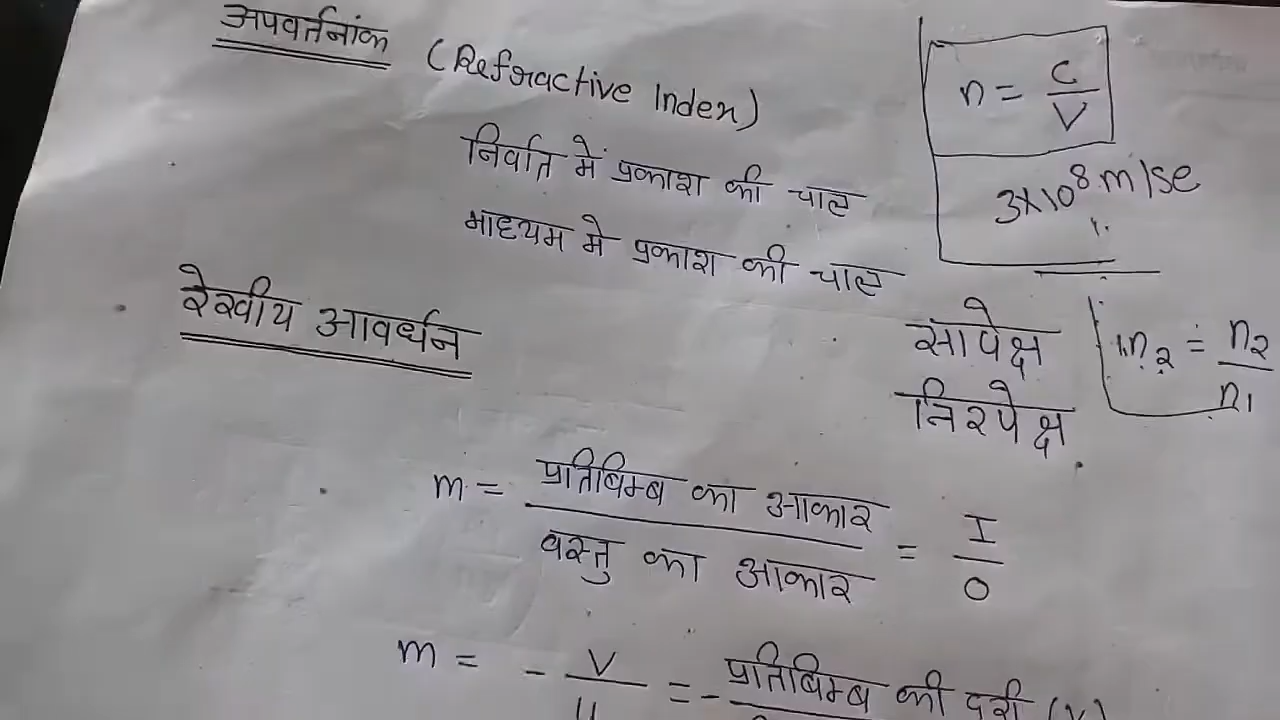 अपवर्तनांक (Refractive Index)
n = C/V
निर्वात में प्रकाश की चाल
3×10⁸ m/se
माध्यम मे प्रकाश की चाल
रेखीय आवर्धन
सापेक्ष
₁n₂ = n₂/n₁
निरपेक्ष
m = प्रतिबिम्ब का आकार / वस्तु का आकार = I/O
m = - V/u = - प्रतिबिम्ब की दूरी (V)